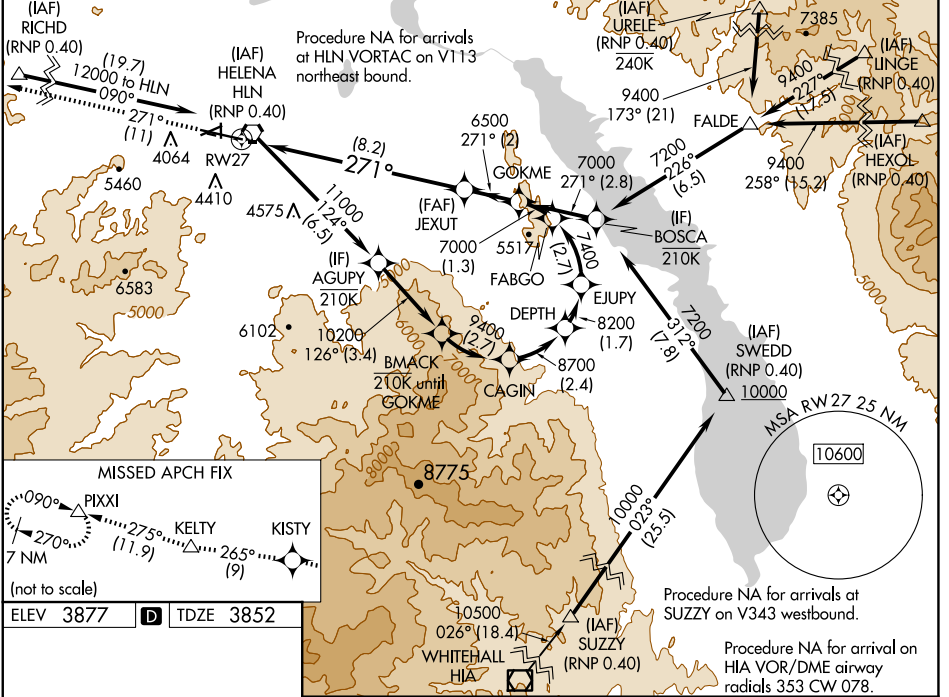 (IAF)
RICHD
(RNP 0.40)
(19.7)
12000 to HLN
090°
271°
(11)
(IAF)
HELENA
HLN
(RNP 0.40)
Procedure NA for arrivals
at HLN VORTAC on V113
northeast bound.
(IAF)
URELE
(RNP 0.40)
240K
7385
(IAF)
LINGE
(RNP 0.40)
9400
227°
(17.5)
9400
173° (21)
FALDE
(IAF)
HEXOL
(RNP 0.40)
9400
258° (15.2)
7200
226°
(6.5)
4064
RW27
4410
5460
(8.2)
271°
6500
271° (2)
GOKME
7000
271° (2.8)
(FAF)
JEXUT
7000
(1.3)
5517
FABGO
(IF)
BOSCA
210K
7400
(2.7)
EJUPY
DEPTH
8200
(1.7)
8700
(2.4)
CAGIN
9400
(2.7)
BMACK
210K until
GOKME
4575
11000
124°
(6.5)
(IF)
AGUPY
210K
10200
126° (3.4)
6583
5000
6102
5000
6000
7000
8000
8775
5000
7200
312°
(7.8)
(IAF)
SWEDD
(RNP 0.40)
10000
MSA RW27 25 NM
10600
10000
023°
(25.5)
MISSED APCH FIX
090°
PIXXI
270°
7 NM
275°
(11.9)
KELTY
265°
(9)
KISTY
(not to scale)
ELEV 3877
D
TDZE 3852
10500
026° (18.4)
WHITEHALL
HIA
(IAF)
SUZZY
(RNP 0.40)
Procedure NA for arrivals at
SUZZY on V343 westbound.
Procedure NA for arrival on
HIA VOR/DME airway
radials 353 CW 078.